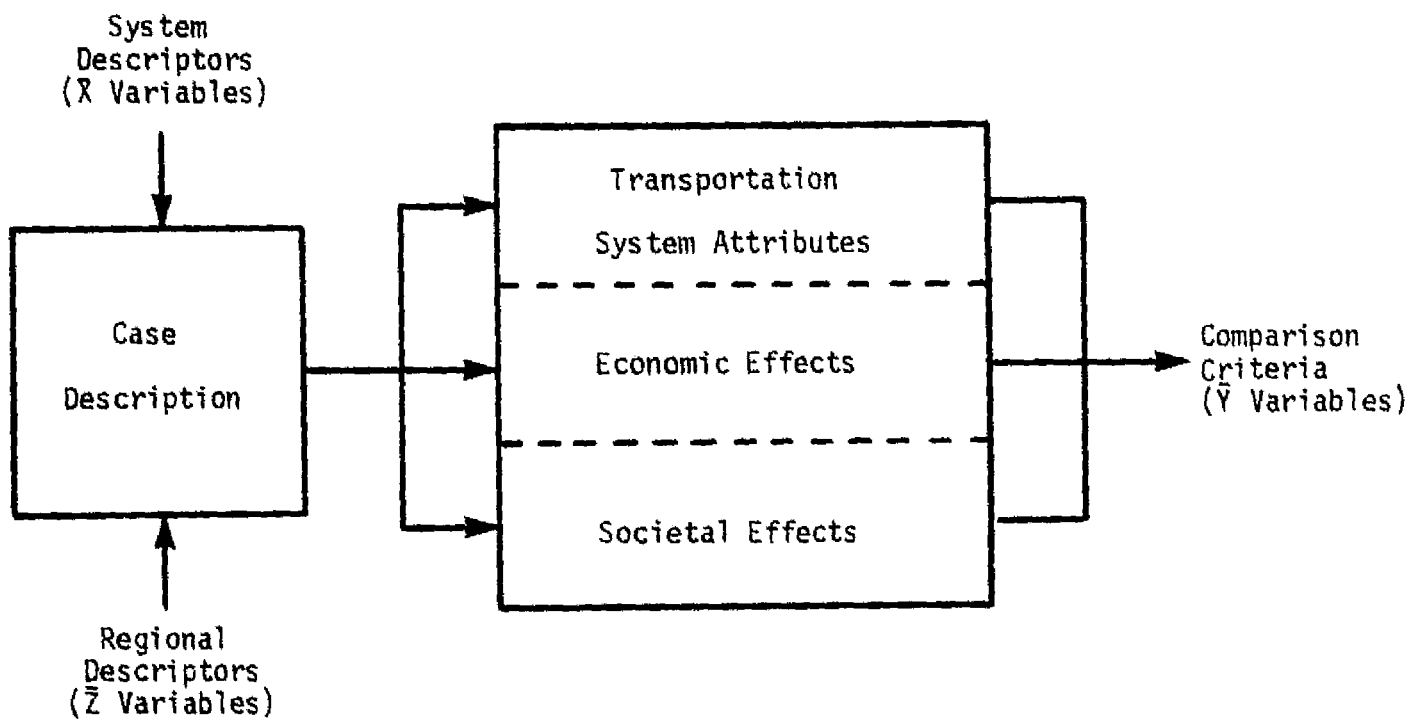 System
Descriptors
(X̄ Variables)
Case
Description
Regional
Descriptors
(Z̄ Variables)
Transportation
System Attributes
Economic Effects
Societal Effects
Comparison
Criteria
(Ȳ Variables)